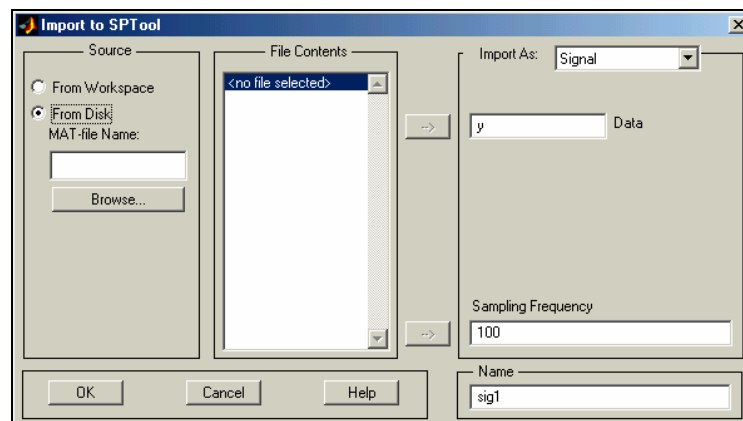 Import to SPTool
Source
From Workspace
From Disk
MAT-file Name:
Browse...
File Contents
<no file selected>
-->
-->
Import As:
Signal
y
Data
Sampling Frequency
100
OK
Cancel
Help
Name
sig1